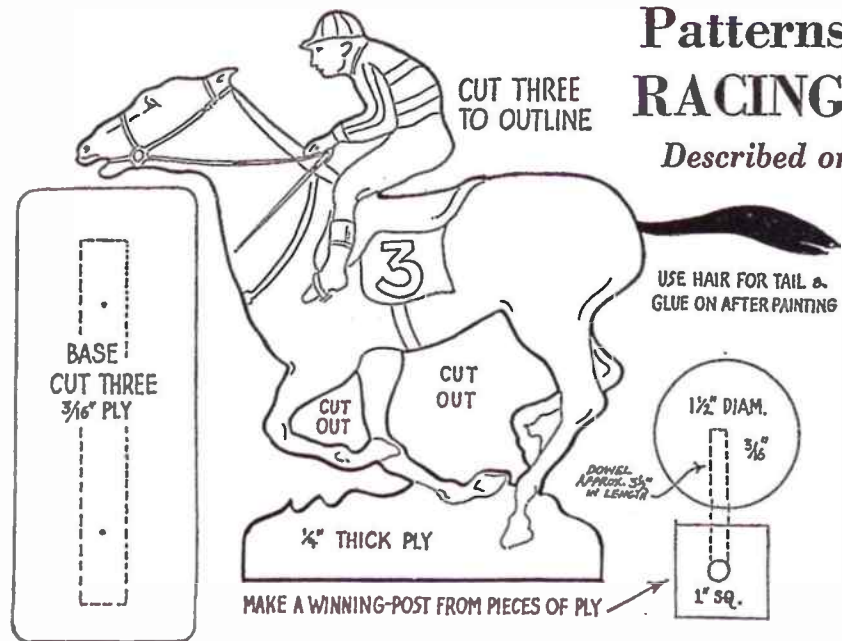 Patterns
RACING
Described on
CUT THREE
TO OUTLINE
3
USE HAIR FOR TAIL &
GLUE ON AFTER PAINTING
BASE
CUT THREE
3/16" PLY
CUT
OUT
CUT
OUT
1½" DIAM.
3/16"
DOWEL
APPROX. 3½"
IN LENGTH
¼" THICK PLY
1" SQ.
MAKE A WINNING-POST FROM PIECES OF PLY